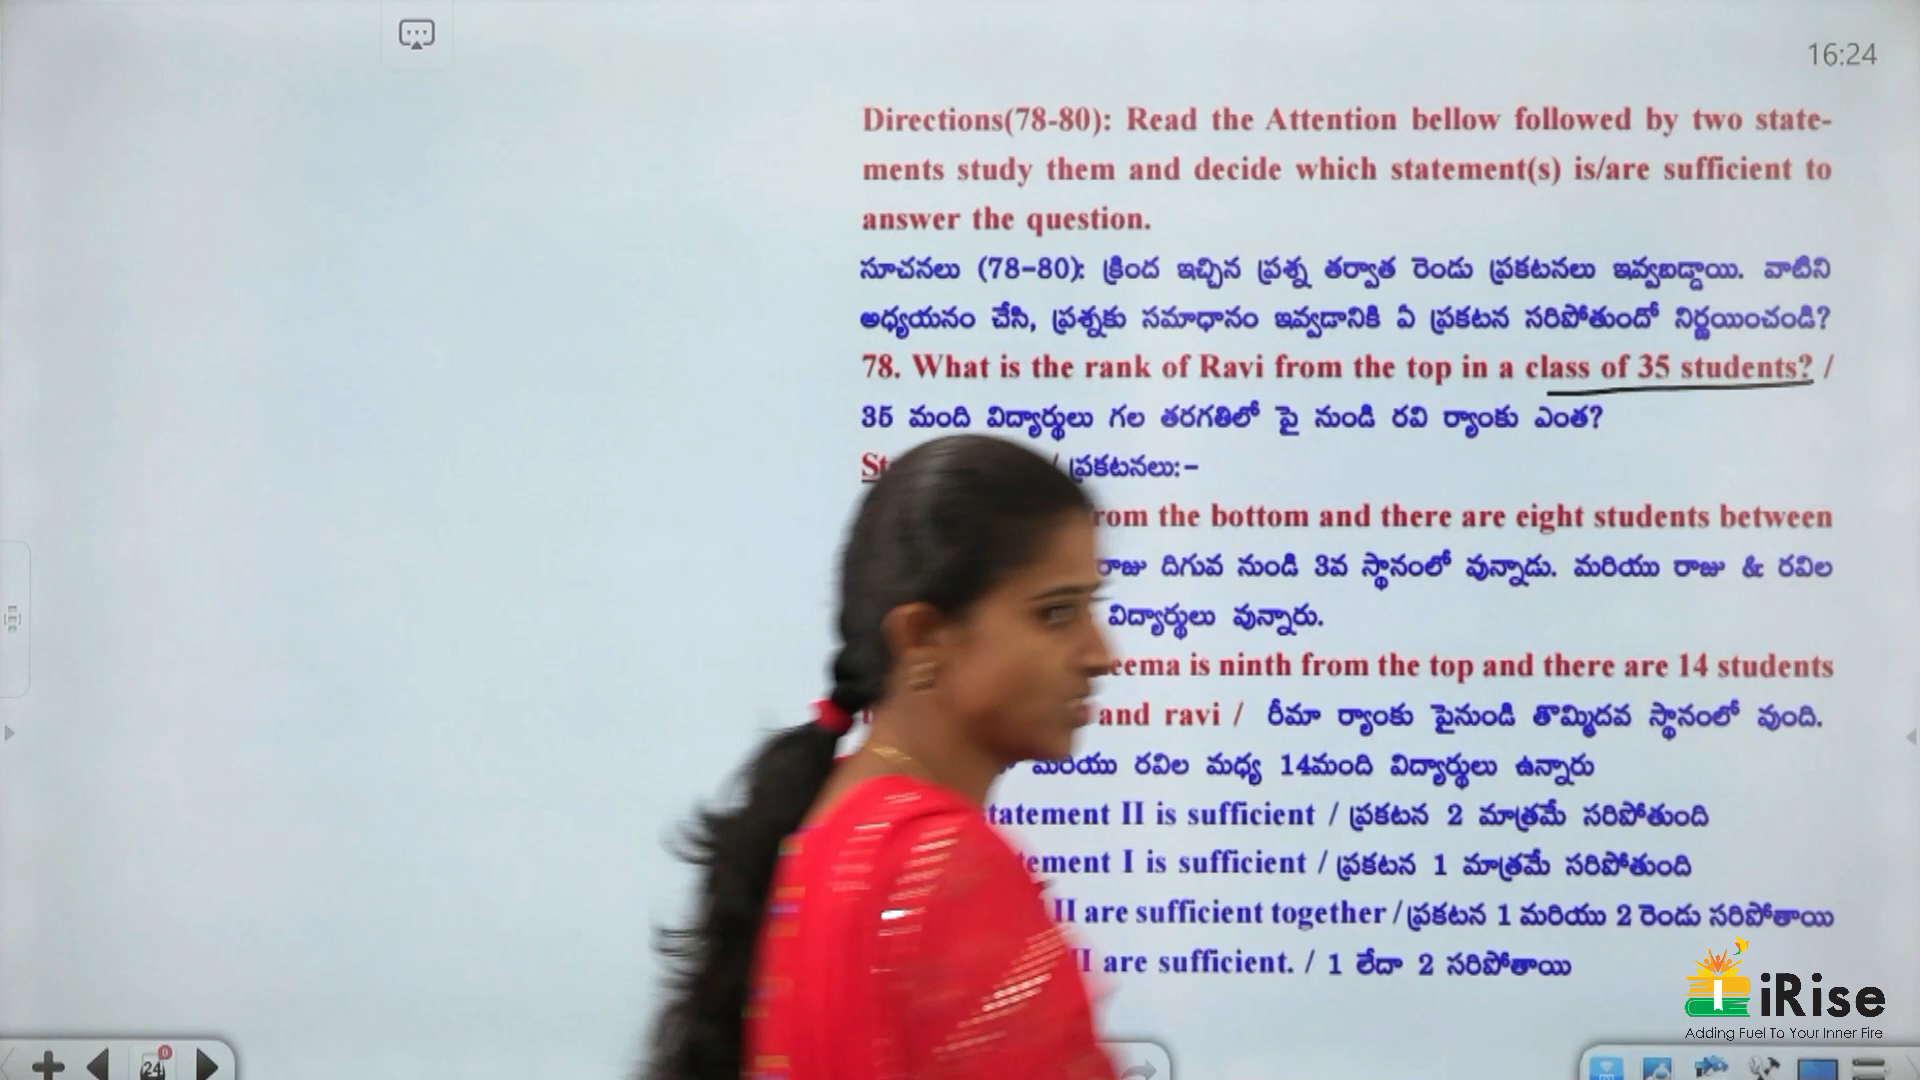 16:24
Directions(78-80): Read the Attention bellow followed by two state-
ments study them and decide which statement(s) is/are sufficient to
answer the question.
సూచనలు (78-80): క్రింద ఇచ్చిన ప్రశ్న తర్వాత రెండు ప్రకటనలు ఇవ్వబడ్డాయి. వాటిని
అధ్యయనం చేసి, ప్రశ్నకు సమాధానం ఇవ్వడానికి ఏ ప్రకటన సరిపోతుందో నిర్ణయించండి?
78. What is the rank of Ravi from the top in a class of 35 students? /
35 మంది విద్యార్థులు గల తరగతిలో పై నుండి రవి ర్యాంకు ఎంత?
/ ప్రకటనలు:-
from the bottom and there are eight students between
రాజు దిగువ నుండి 3వ స్థానంలో వున్నాడు. మరియు రాజు & రవిల
విద్యార్థులు వున్నారు.
is ninth from the top and there are 14 students
and ravi / రీమా ర్యాంకు పైనుండి తొమ్మిదవ స్థానంలో వుంది.
మరియు రవిల మధ్య 14మంది విద్యార్థులు ఉన్నారు
statement II is sufficient / ప్రకటన 2 మాత్రమే సరిపోతుంది
I is sufficient / ప్రకటన 1 మాత్రమే సరిపోతుంది
II are sufficient together / ప్రకటన 1 మరియు 2 రెండు సరిపోతాయి
II are sufficient. / 1 లేదా 2 సరిపోతాయి
iRise
Adding Fuel To Your Inner Fire
24
0